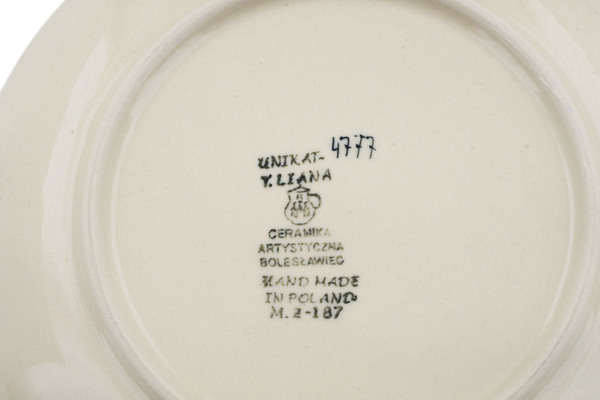 UNIKAT- 4777
Y. LIANA
CERAMIKA
ARTYSTYCZNA
BOLESŁAWIEC
HAND MADE
IN POLAND
M.Z-187